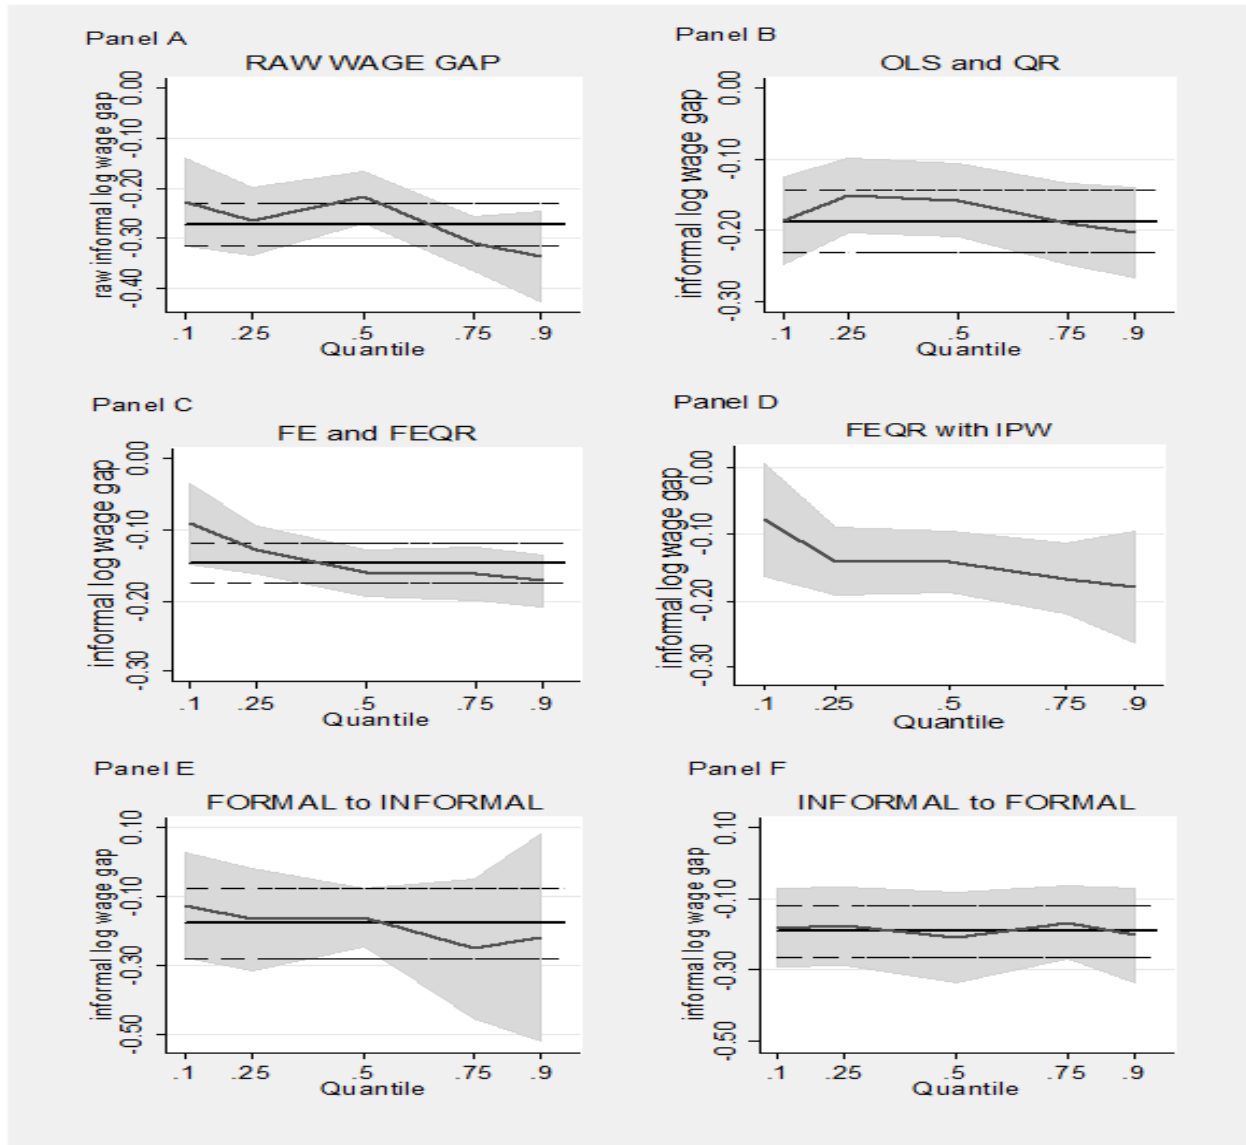 Panel A
RAW WAGE GAP
raw informal log wage gap
0.00
-0.10
-0.20
-0.30
-0.40
.1 .25 .5 .75 .9
Quantile
Panel B
OLS and QR
informal log wage gap
0.00
-0.10
-0.20
-0.30
.1 .25 .5 .75 .9
Quantile
Panel C
FE and FEQR
informal log wage gap
0.00
-0.10
-0.20
-0.30
.1 .25 .5 .75 .9
Quantile
Panel D
FEQR with IPW
informal log wage gap
0.00
-0.10
-0.20
-0.30
.1 .25 .5 .75 .9
Quantile
Panel E
FORMAL to INFORMAL
informal log wage gap
0.10
-0.10
-0.30
-0.50
.1 .25 .5 .75 .9
Quantile
Panel F
INFORMAL to FORMAL
informal log wage gap
0.10
-0.10
-0.30
-0.50
.1 .25 .5 .75 .9
Quantile